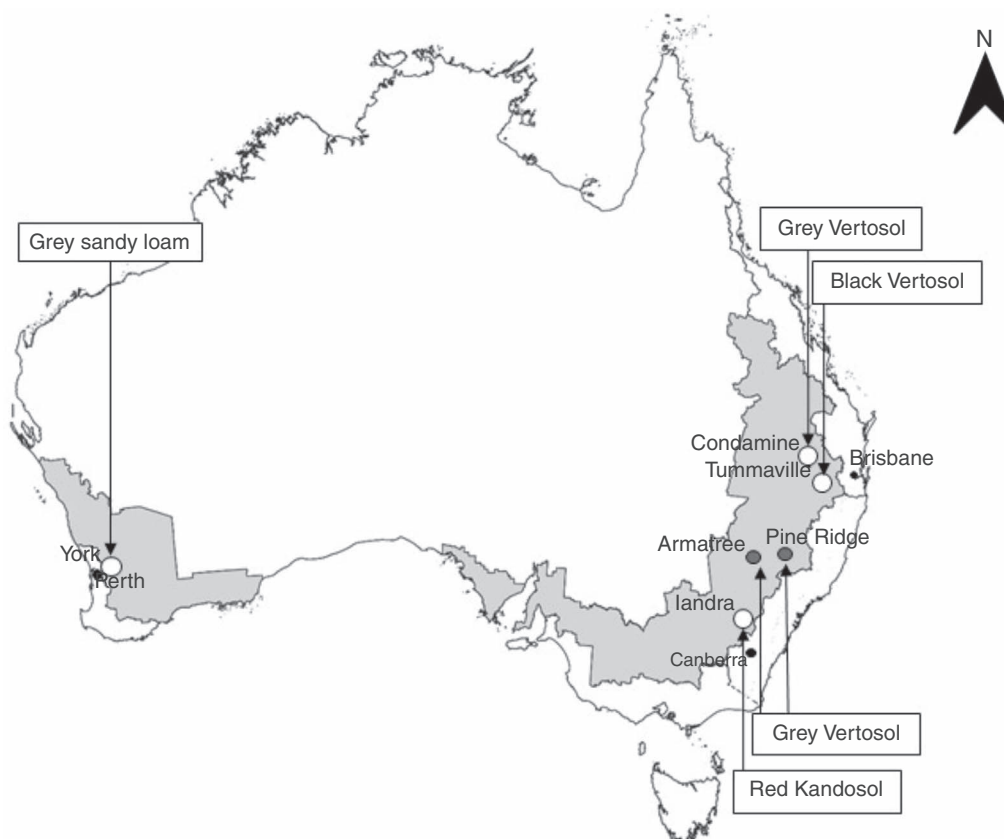 N
Grey sandy loam
Grey Vertosol
Black Vertosol
Condamine
Tummaville
Brisbane
Armatree
Pine Ridge
York
Perth
Iandra
Canberra
Grey Vertosol
Red Kandosol